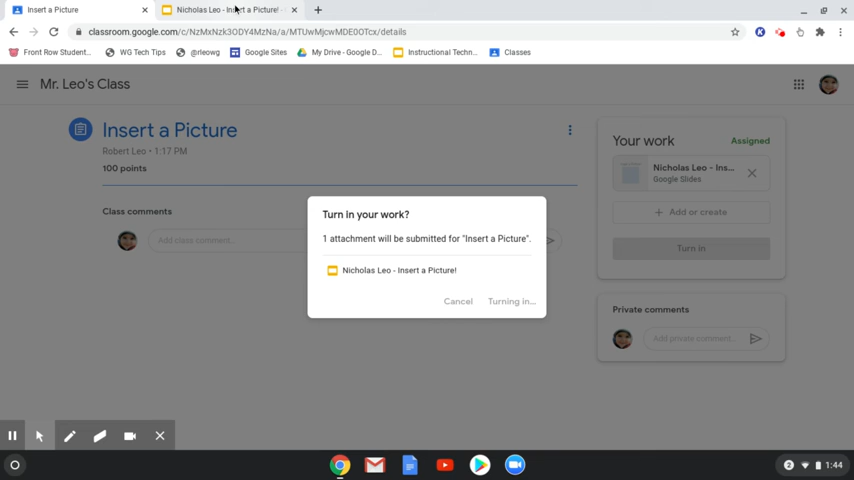 Insert a Picture
Nicholas Leo - Insert a Picture! -
classroom.google.com/c/NzMxNzk3ODY4MzNa/a/MTUwMjcwMDE0OTcx/details
Front Row Student...
WG Tech Tips
@rleowg
Google Sites
My Drive - Google D...
Instructional Techn...
Classes
Mr. Leo's Class
Insert a Picture
Robert Leo • 1:17 PM
100 points
Class comments
Add class comment...
Your work
Assigned
Nicholas Leo - Ins...
Google Slides
Add or create
Turn in
Private comments
Add private comment...
Turn in your work?
1 attachment will be submitted for "Insert a Picture".
Nicholas Leo - Insert a Picture!
Cancel
Turning in...
2
1:44